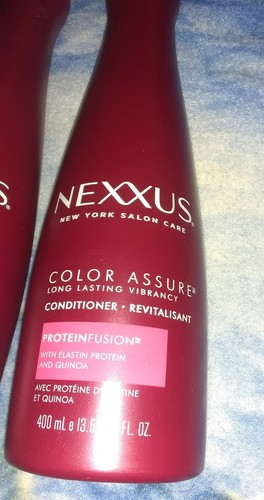 NEXXUS®
NEW YORK SALON CARE
COLOR ASSURE
LONG LASTING VIBRANCY
CONDITIONER • REVITALISANT
PROTEINFUSION
WITH ELASTIN PROTEIN
AND QUINOA
AVEC PROTÉINE
ET QUINOA
400 mL e FL. OZ.
S®